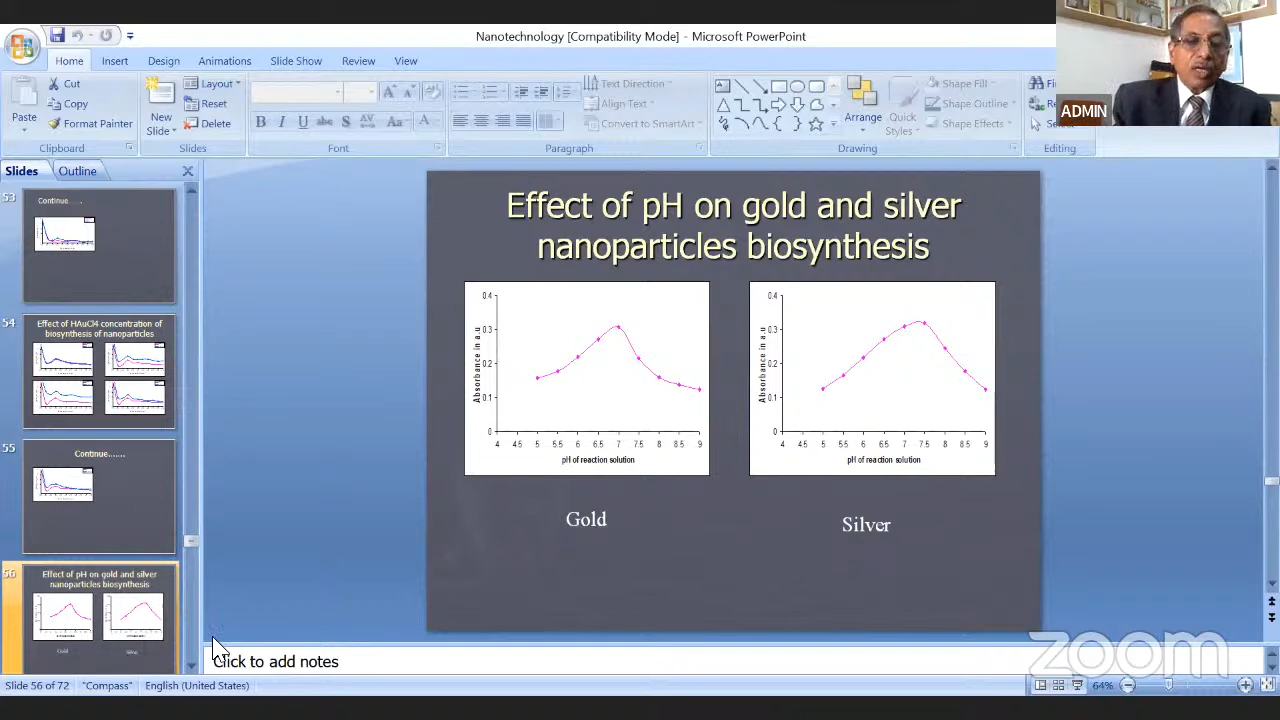 Nanotechnology [Compatibility Mode] - Microsoft PowerPoint
Home Insert Design Animations Slide Show Review View
Paste
Cut
Copy
Format Painter
Clipboard
New Slide
Layout
Reset
Delete
Slides
B I U abc S AV Aa A
Font
Text Direction
Align Text
Convert to SmartArt
Paragraph
Arrange
Quick Styles
Shape Fill
Shape Outline
Shape Effects
Drawing
Editing
ADMIN
Slides Outline
53
Continue
54
Effect of HAuCl4 concentration of
biosynthesis of nanoparticles
55
Continue.......
56
Effect of pH on gold and silver
nanoparticles biosynthesis
Gold
Effect of pH on gold and silver
nanoparticles biosynthesis
Absorbance in a.u
0.4
0.3
0.2
0.1
0
4 4.5 5 5.5 6 6.5 7 7.5 8 8.5 9
pH of reaction solution
Gold
Absorbance in a.u
0.4
0.3
0.2
0.1
0
4 4.5 5 5.5 6 6.5 7 7.5 8 8.5 9
pH of reaction solution
Silver
zoom
Click to add notes
Slide 56 of 72 "Compass" English (United States) 64%